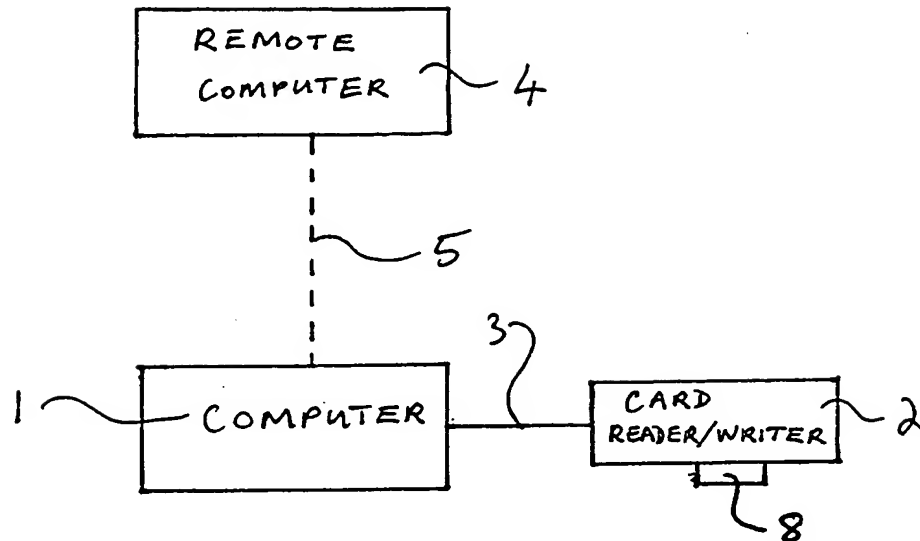 REMOTE
COMPUTER
4
5
3
1
COMPUTER
CARD
READER/WRITER
2
8